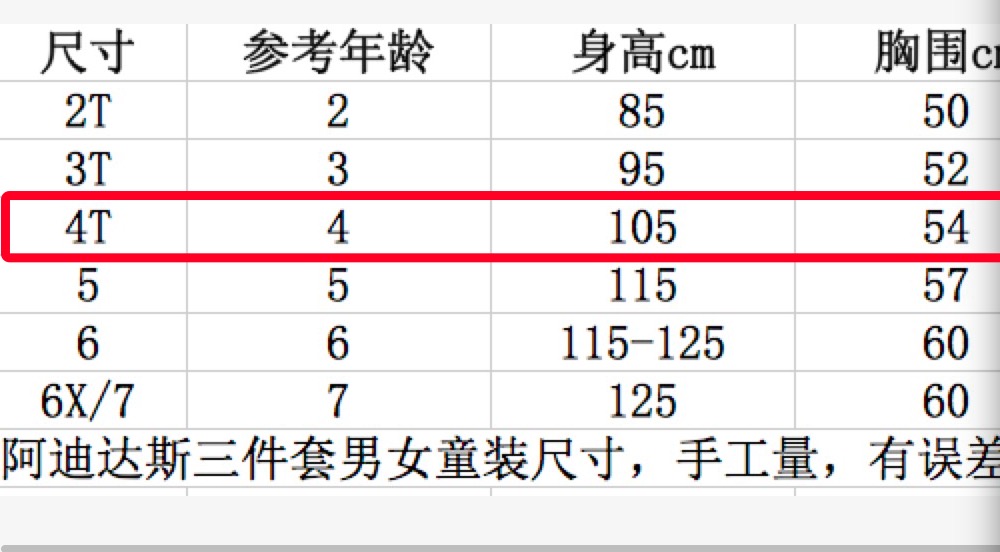 尺寸 参考年龄 身高cm 胸围c
2T 2 85 50
3T 3 95 52
4T 4 105 54
5 5 115 57
6 6 115-125 60
6X/7 7 125 60
阿迪达斯三件套男女童装尺寸，手工量，有误差